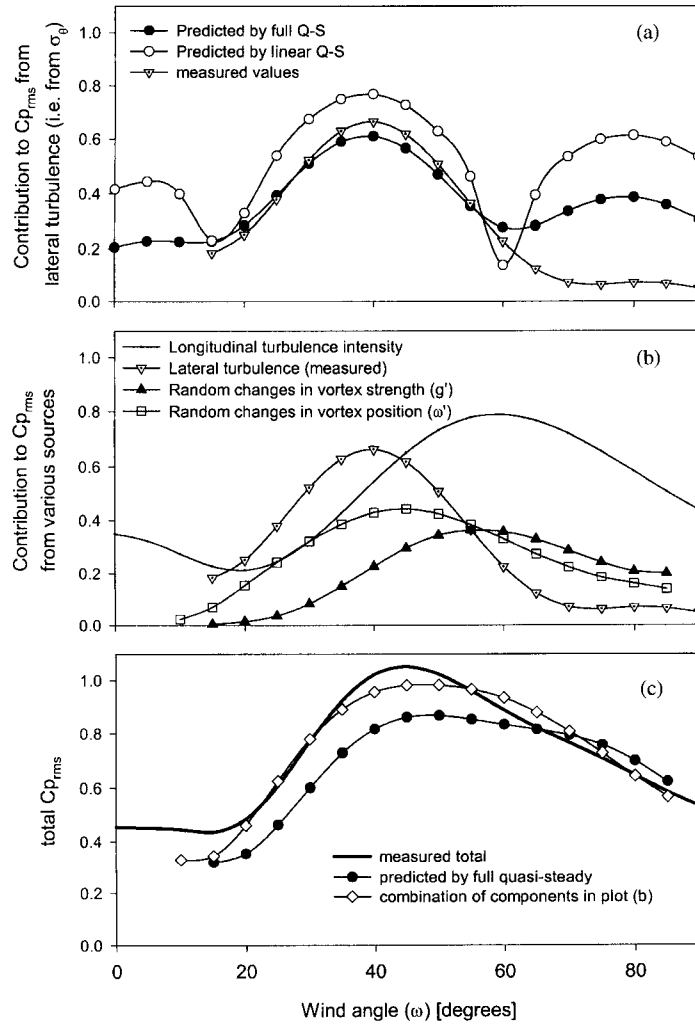 Predicted by full Q-S
Predicted by linear Q-S
measured values
(a)
Contribution to Cprms from
lateral turbulence (i.e. from σθ)
1.0
0.8
0.6
0.4
0.2
0.0
Longitudinal turbulence intensity
Lateral turbulence (measured)
Random changes in vortex strength (g')
Random changes in vortex position (ω')
(b)
Contribution to Cprms
from various sources
1.0
0.8
0.6
0.4
0.2
0.0
(c)
total Cprms
1.0
0.8
0.6
0.4
0.2
0.0
measured total
predicted by full quasi-steady
combination of components in plot (b)
0 20 40 60 80
Wind angle (ω) [degrees]